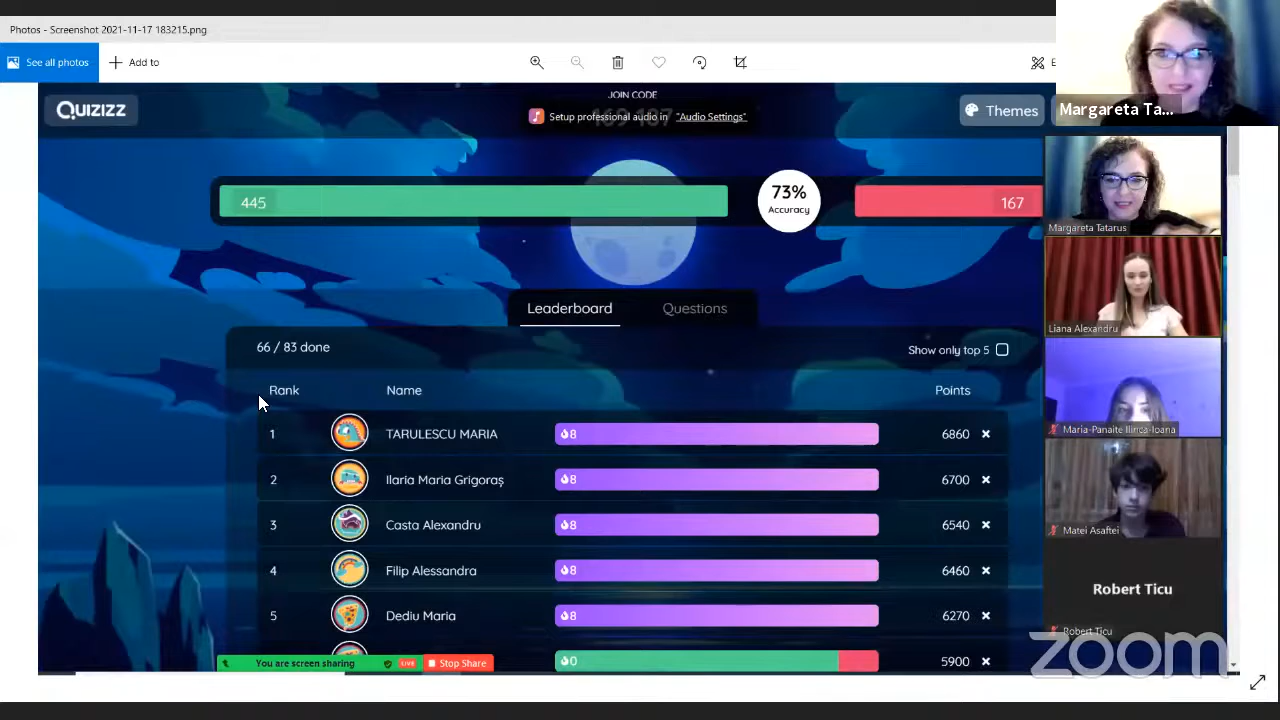 Photos - Screenshot 2021-11-17 183215.png
See all photos
Add to
E
Margareta Ta...
QUIZIZZ
JOIN CODE
Setup professional audio in "Audio Settings"
Themes
445
73%
Accuracy
167
Margareta Tatarus
Leaderboard
Questions
Liana Alexandru
66 / 83 done
Show only top 5
Rank
Name
Points
1 TARULESCU MARIA 8 6860
Maria-Panaite Ilinca-Ioana
2 Ilaria Maria Grigoraș 8 6700
3 Casta Alexandru 8 6540
Matei Asaftei
4 Filip Alessandra 8 6460
Robert Ticu
5 Dediu Maria 8 6270
Robert Ticu
0 5900
You are screen sharing
LIVE
Stop Share
zoom